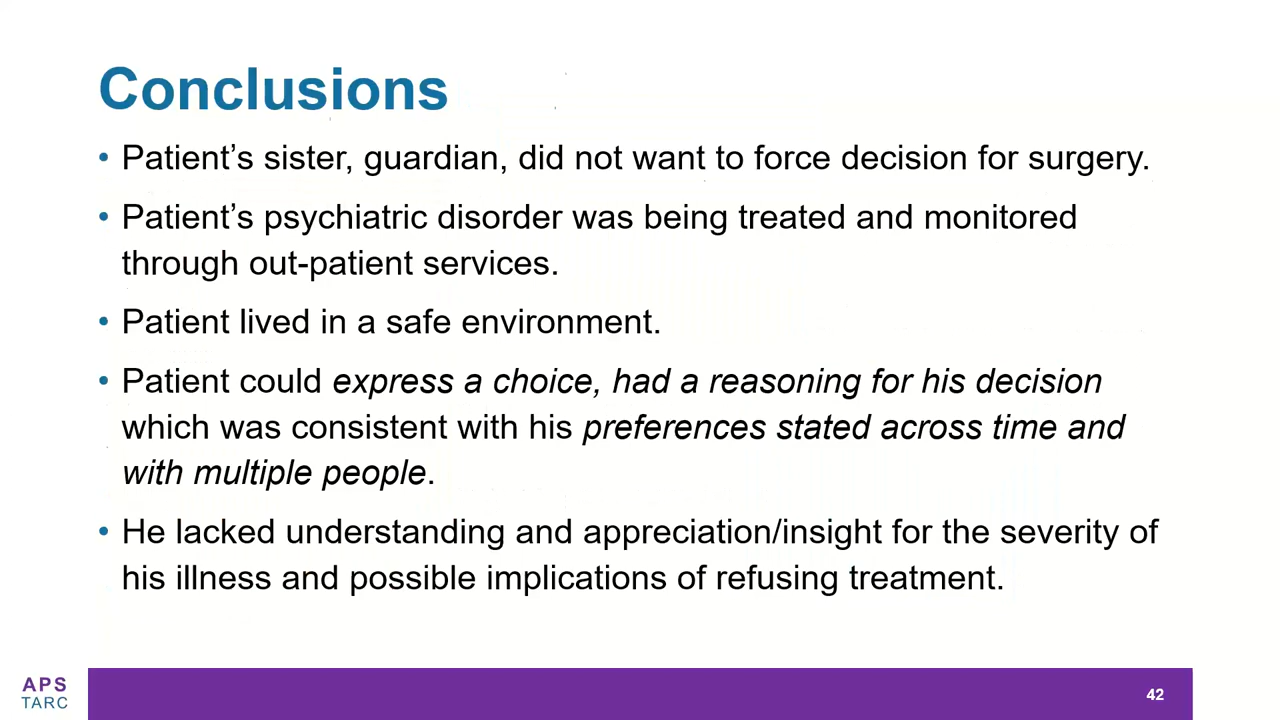 Conclusions
• Patient’s sister, guardian, did not want to force decision for surgery.
• Patient’s psychiatric disorder was being treated and monitored
through out-patient services.
• Patient lived in a safe environment.
• Patient could express a choice, had a reasoning for his decision
which was consistent with his preferences stated across time and
with multiple people.
• He lacked understanding and appreciation/insight for the severity of
his illness and possible implications of refusing treatment.
APS
TARC
42